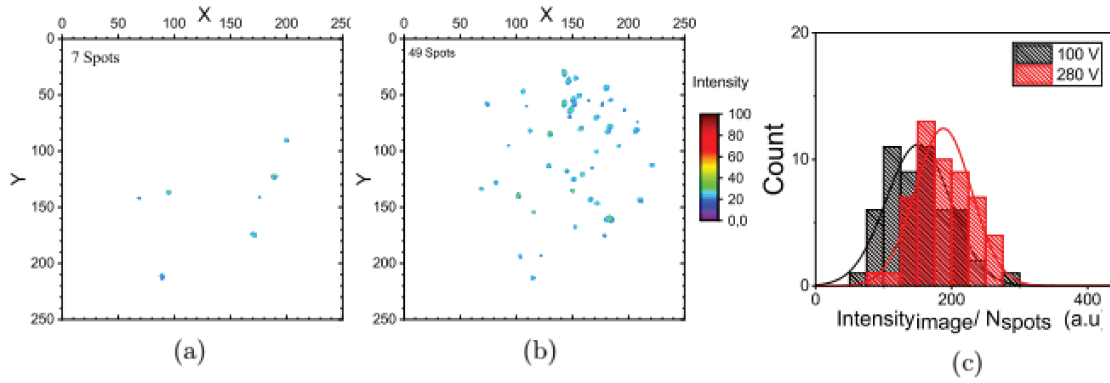 X
0 50 100 150 200 250
0
50
100
150
200
250
Y
7 Spots
(a)
X
0 50 100 150 200 250
0
50
100
150
200
250
Y
49 Spots
(b)
Intensity
100
80
60
40
20
0,0
20
10
0
Count
100 V
280 V
0 200 400
Intensityimage/ Nspots (a.u
(c)